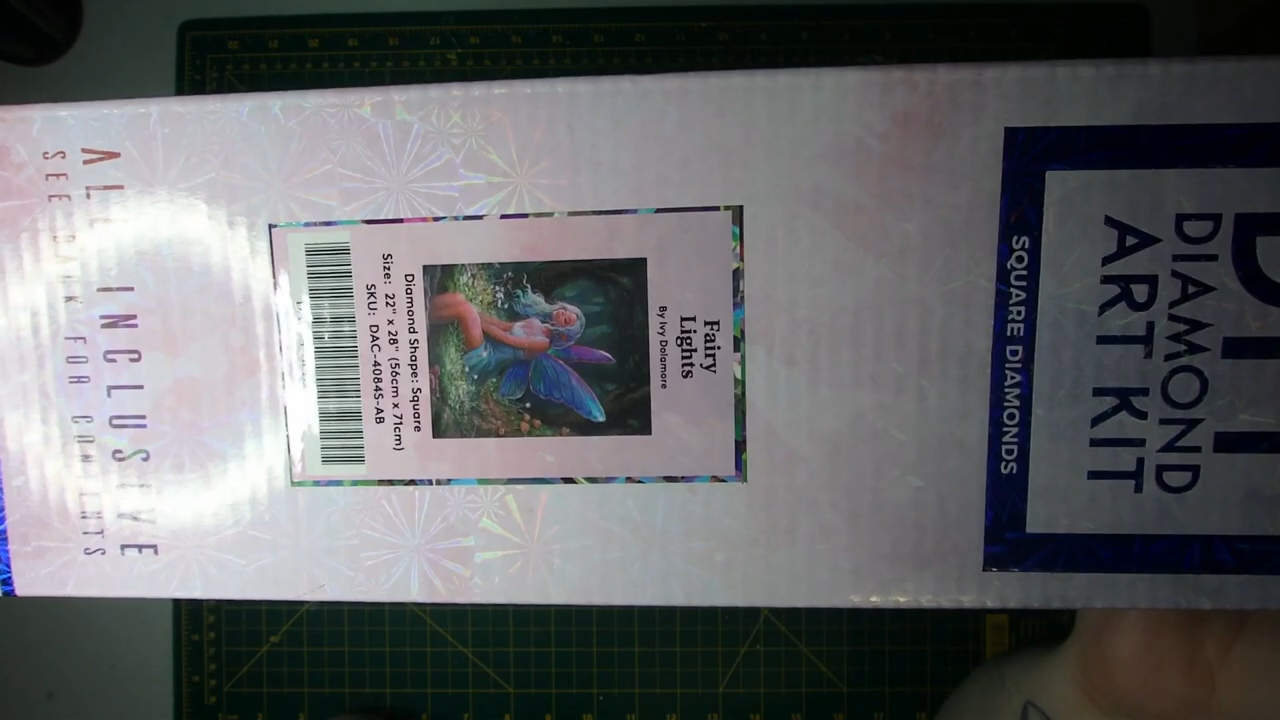 DIAMOND
ART KIT
SQUARE DIAMONDS
Fairy
Lights
By Ivy Dolamore
Diamond Shape: Square
Size: 22" x 28" (56cm x 71cm)
SKU: DAC-4084S-AB
ALL INCLUSIVE
SEE BACK FOR CONTENTS